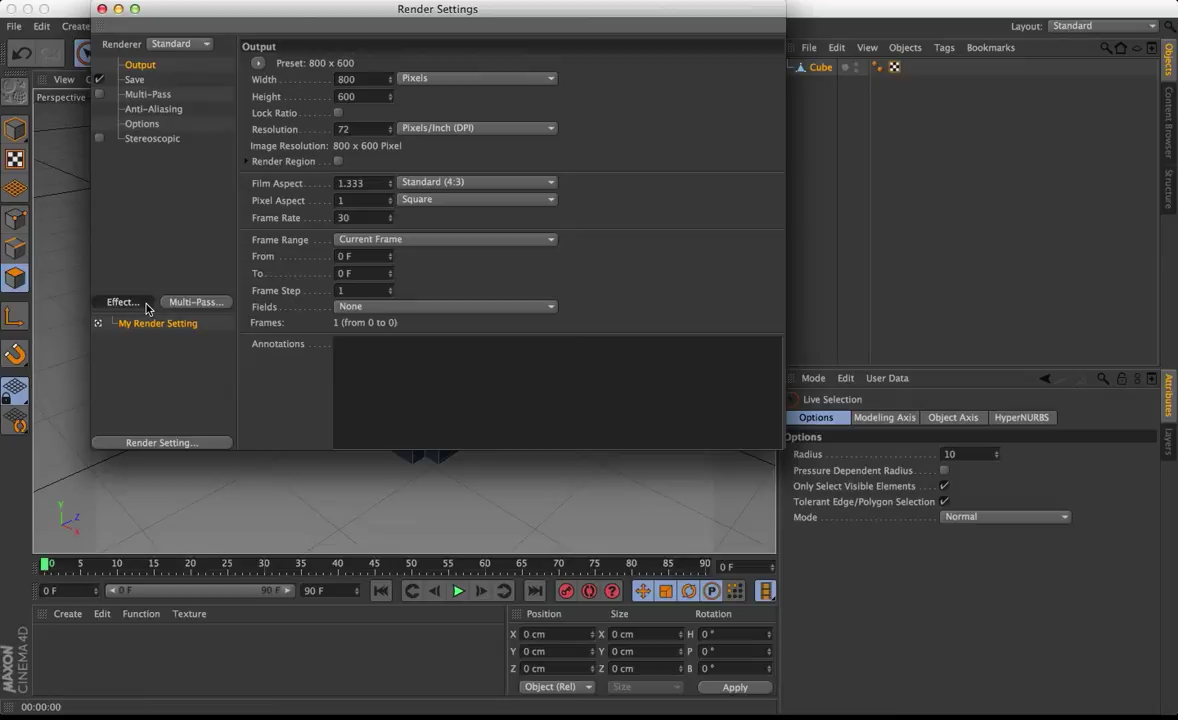 Render Settings
File Edit Create
Layout: Standard
Renderer Standard
Output
Save
Multi-Pass
Anti-Aliasing
Options
Stereoscopic
Effect... Multi-Pass...
My Render Setting
Render Setting...
Output
Preset: 800 x 600
Width 800 Pixels
Height 600
Lock Ratio
Resolution 72 Pixels/Inch (DPI)
Image Resolution: 800 x 600 Pixel
Render Region
Film Aspect 1.333 Standard (4:3)
Pixel Aspect 1 Square
Frame Rate 30
Frame Range Current Frame
From 0 F
To 0 F
Frame Step 1
Fields None
Frames: 1 (from 0 to 0)
Annotations
View
Perspective
File Edit View Objects Tags Bookmarks
Cube
Objects
Content Browser
Structure
Mode Edit User Data
Live Selection
Options Modeling Axis Object Axis HyperNURBS
Options
Radius 10
Pressure Dependent Radius
Only Select Visible Elements
Tolerant Edge/Polygon Selection
Mode Normal
Attributes
Layers
Y
Z
X
0 5 10 15 20 25 30 35 40 45 50 55 60 65 70 75 80 85 90 0 F
0 F 0 F 90 F 90 F
P
Create Edit Function Texture
Position Size Rotation
X 0 cm X 0 cm H 0 °
Y 0 cm Y 0 cm P 0 °
Z 0 cm Z 0 cm B 0 °
Object (Rel) Size Apply
MAXON
CINEMA 4D
00:00:00